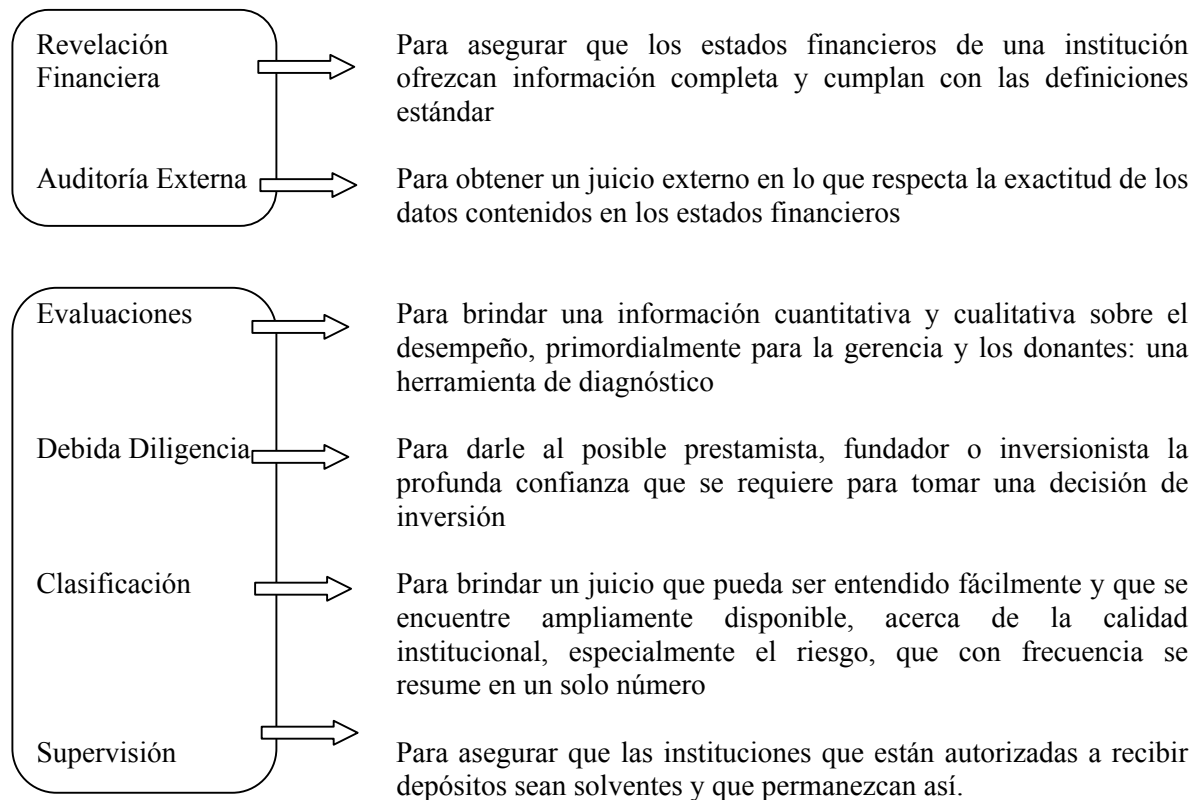 Revelación
Financiera
Para asegurar que los estados financieros de una institución
ofrezcan información completa y cumplan con las definiciones
estándar
Auditoría Externa
Para obtener un juicio externo en lo que respecta la exactitud de los
datos contenidos en los estados financieros
Evaluaciones
Para brindar una información cuantitativa y cualitativa sobre el
desempeño, primordialmente para la gerencia y los donantes: una
herramienta de diagnóstico
Debida Diligencia
Para darle al posible prestamista, fundador o inversionista la
profunda confianza que se requiere para tomar una decisión de
inversión
Clasificación
Para brindar un juicio que pueda ser entendido fácilmente y que se
encuentre ampliamente disponible, acerca de la calidad
institucional, especialmente el riesgo, que con frecuencia se
resume en un solo número
Supervisión
Para asegurar que las instituciones que están autorizadas a recibir
depósitos sean solventes y que permanezcan así.